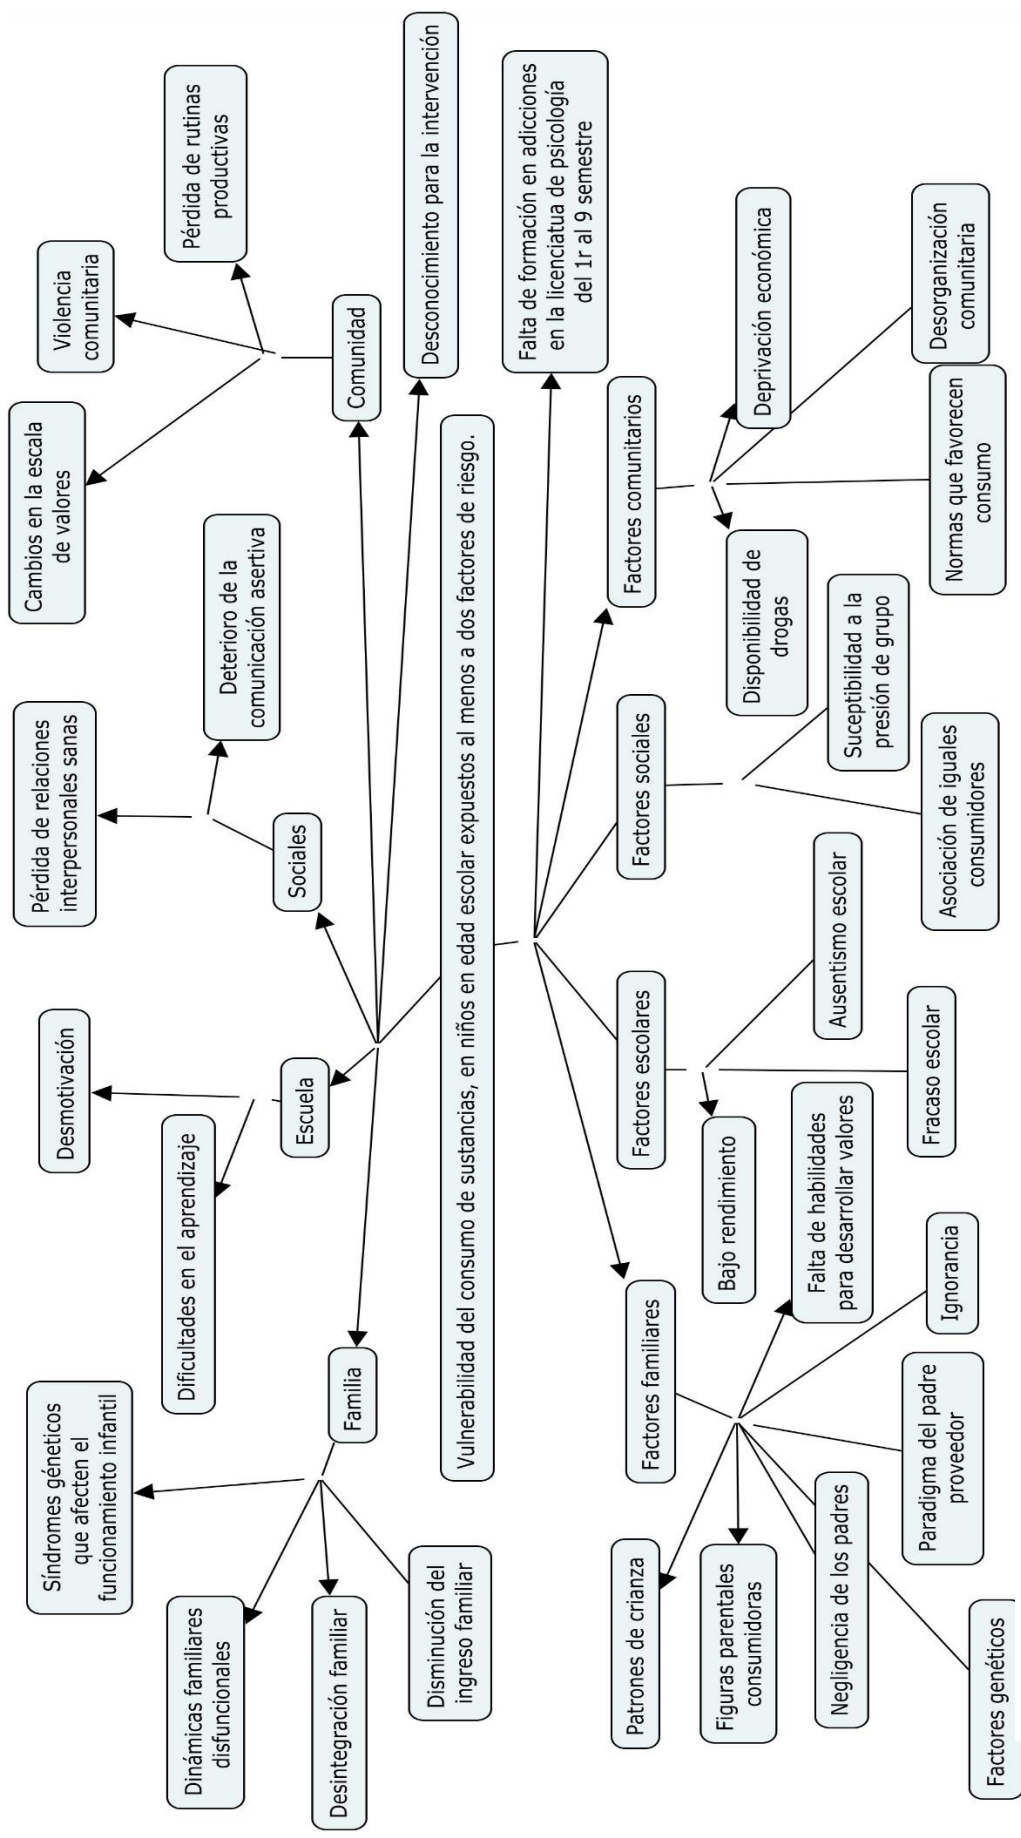 Síndromes géneticos
que afecten el
funcionamiento infantil
Desmotivación
Pérdida de relaciones
interpersonales sanas
Cambios en la escala
de valores
Violencia
comunitaria
Dinámicas familiares
disfuncionales
Dificultades en el aprendizaje
Deterioro de la
comunicación asertiva
Pérdida de rutinas
productivas
Desintegración familiar
Familia
Escuela
Sociales
Comunidad
Disminución del
ingreso familiar
Desconocimiento para la intervención
Vulnerabilidad del consumo de sustancias, en niños en edad escolar expuestos al menos a dos factores de riesgo.
Falta de formación en adicciones
en la licenciatua de psicología
del 1r al 9 semestre
Factores familiares
Factores escolares
Factores sociales
Factores comunitarios
Patrones de crianza
Figuras parentales
consumidoras
Bajo rendimiento
Disponibilidad de
drogas
Deprivación económica
Negligencia de los padres
Falta de habilidades
para desarrollar valores
Ausentismo escolar
Suceptibilidad a la
presión de grupo
Factores genéticos
Paradigma del padre
proveedor
Ignorancia
Fracaso escolar
Asociación de iguales
consumidores
Normas que favorecen
consumo
Desorganización
comunitaria